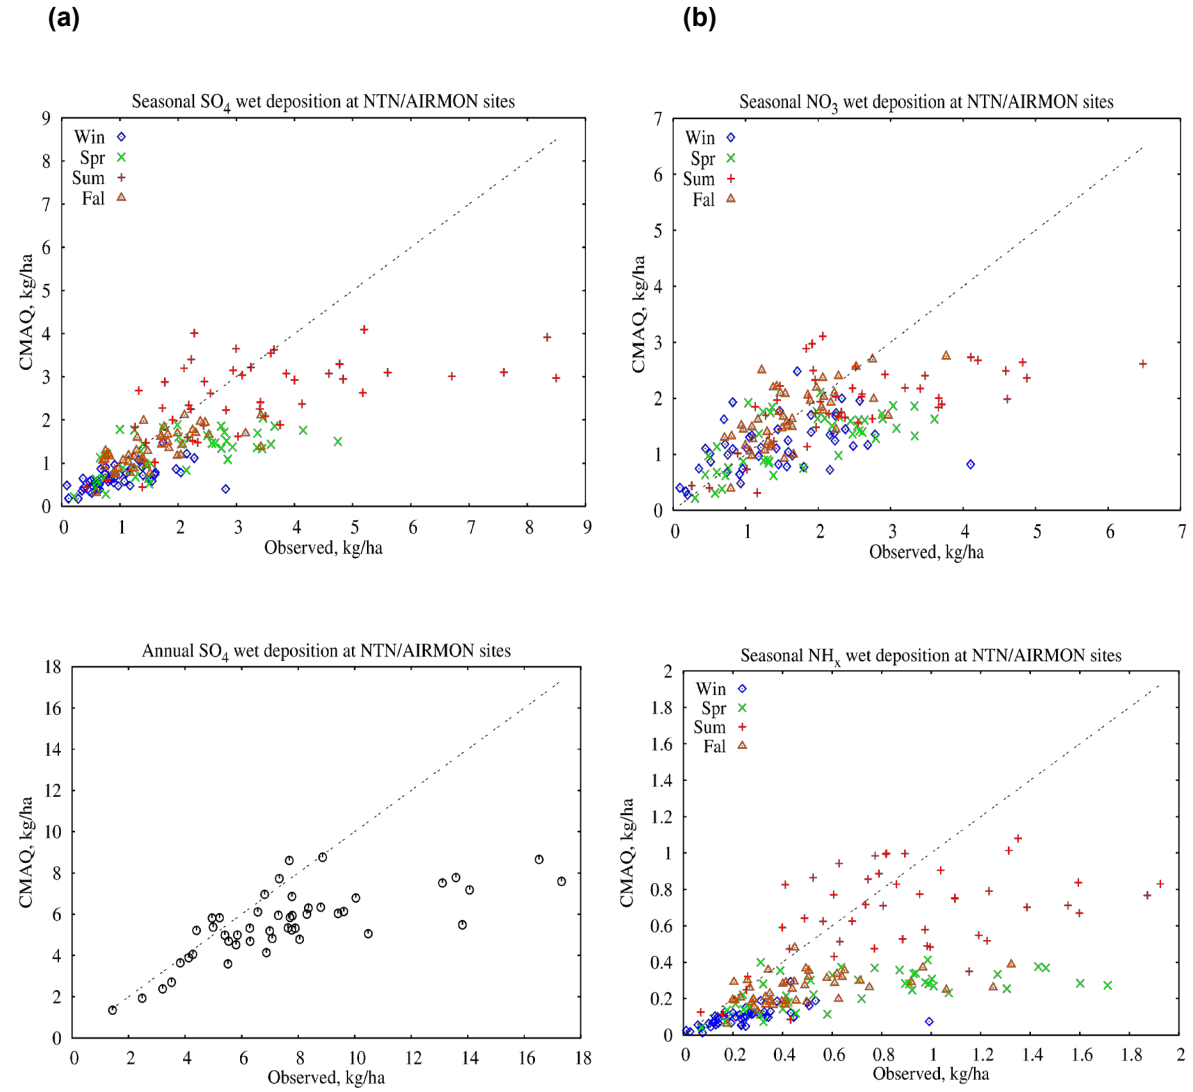 (a)
(b)
Seasonal SO4 wet deposition at NTN/AIRMON sites
9
8
7
6
5
4
3
2
1
0
CMAQ, kg/ha
Win
Spr
Sum
Fal
0 1 2 3 4 5 6 7 8 9
Observed, kg/ha
Seasonal NO3 wet deposition at NTN/AIRMON sites
7
6
5
4
3
2
1
0
CMAQ, kg/ha
Win
Spr
Sum
Fal
0 1 2 3 4 5 6 7
Observed, kg/ha
Annual SO4 wet deposition at NTN/AIRMON sites
18
16
14
12
10
8
6
4
2
0
CMAQ, kg/ha
0 2 4 6 8 10 12 14 16 18
Observed, kg/ha
Seasonal NHx wet deposition at NTN/AIRMON sites
2
1.8
1.6
1.4
1.2
1
0.8
0.6
0.4
0.2
0
CMAQ, kg/ha
Win
Spr
Sum
Fal
0 0.2 0.4 0.6 0.8 1 1.2 1.4 1.6 1.8 2
Observed, kg/ha